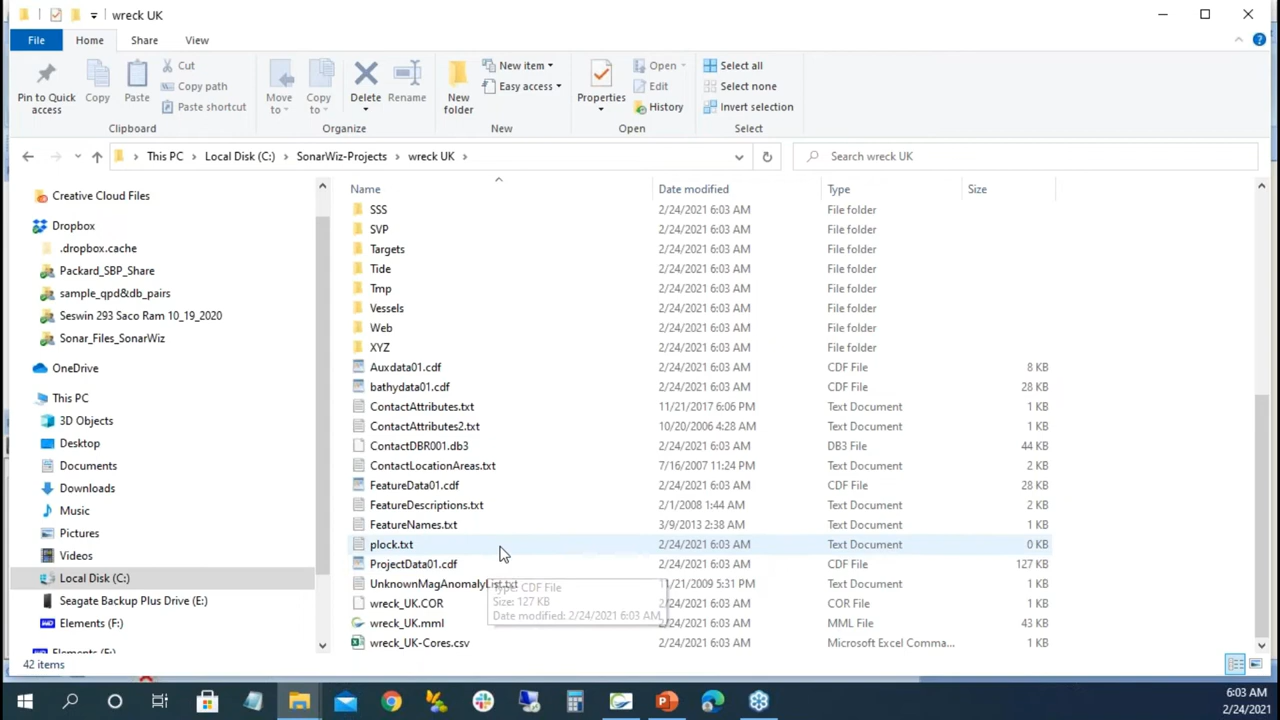 wreck UK
File Home Share View
Pin to Quick access
Copy
Paste
Cut
Copy path
Paste shortcut
Clipboard
Move to
Copy to
Delete
Rename
Organize
New folder
New item
Easy access
New
Properties
Open
Edit
History
Open
Select all
Select none
Invert selection
Select
This PC Local Disk (C:) SonarWiz-Projects wreck UK
Search wreck UK
Creative Cloud Files
Dropbox
.dropbox.cache
Packard_SBP_Share
sample_qpd&db_pairs
Seswin 293 Saco Ram 10_19_2020
Sonar_Files_SonarWiz
OneDrive
This PC
3D Objects
Desktop
Documents
Downloads
Music
Pictures
Videos
Local Disk (C:)
Seagate Backup Plus Drive (E:)
Elements (F:)
Elements (F:)
Name Date modified Type Size
SSS 2/24/2021 6:03 AM File folder
SVP 2/24/2021 6:03 AM File folder
Targets 2/24/2021 6:03 AM File folder
Tide 2/24/2021 6:03 AM File folder
Tmp 2/24/2021 6:03 AM File folder
Vessels 2/24/2021 6:03 AM File folder
Web 2/24/2021 6:03 AM File folder
XYZ 2/24/2021 6:03 AM File folder
Auxdata01.cdf 2/24/2021 6:03 AM CDF File 8 KB
bathydata01.cdf 2/24/2021 6:03 AM CDF File 28 KB
ContactAttributes.txt 11/21/2017 6:06 PM Text Document 1 KB
ContactAttributes2.txt 10/20/2006 4:28 AM Text Document 1 KB
ContactDBR001.db3 2/24/2021 6:03 AM DB3 File 44 KB
ContactLocationAreas.txt 7/16/2007 11:24 PM Text Document 2 KB
FeatureData01.cdf 2/24/2021 6:03 AM CDF File 28 KB
FeatureDescriptions.txt 2/1/2008 1:44 AM Text Document 2 KB
FeatureNames.txt 3/9/2013 2:38 AM Text Document 1 KB
plock.txt 2/24/2021 6:03 AM Text Document 0 KB
ProjectData01.cdf 2/24/2021 6:03 AM CDF File 127 KB
UnknownMagAnomalyList.txt 11/21/2009 5:31 PM Text Document 1 KB
Type: CDF File
Size: 127 KB
Date modified: 2/24/2021 6:03 AM
wreck_UK.COR 2/24/2021 6:03 AM COR File 1 KB
wreck_UK.mml 2/24/2021 6:03 AM MML File 43 KB
wreck_UK-Cores.csv 2/24/2021 6:03 AM Microsoft Excel Comma... 1 KB
42 items
6:03 AM
2/24/2021